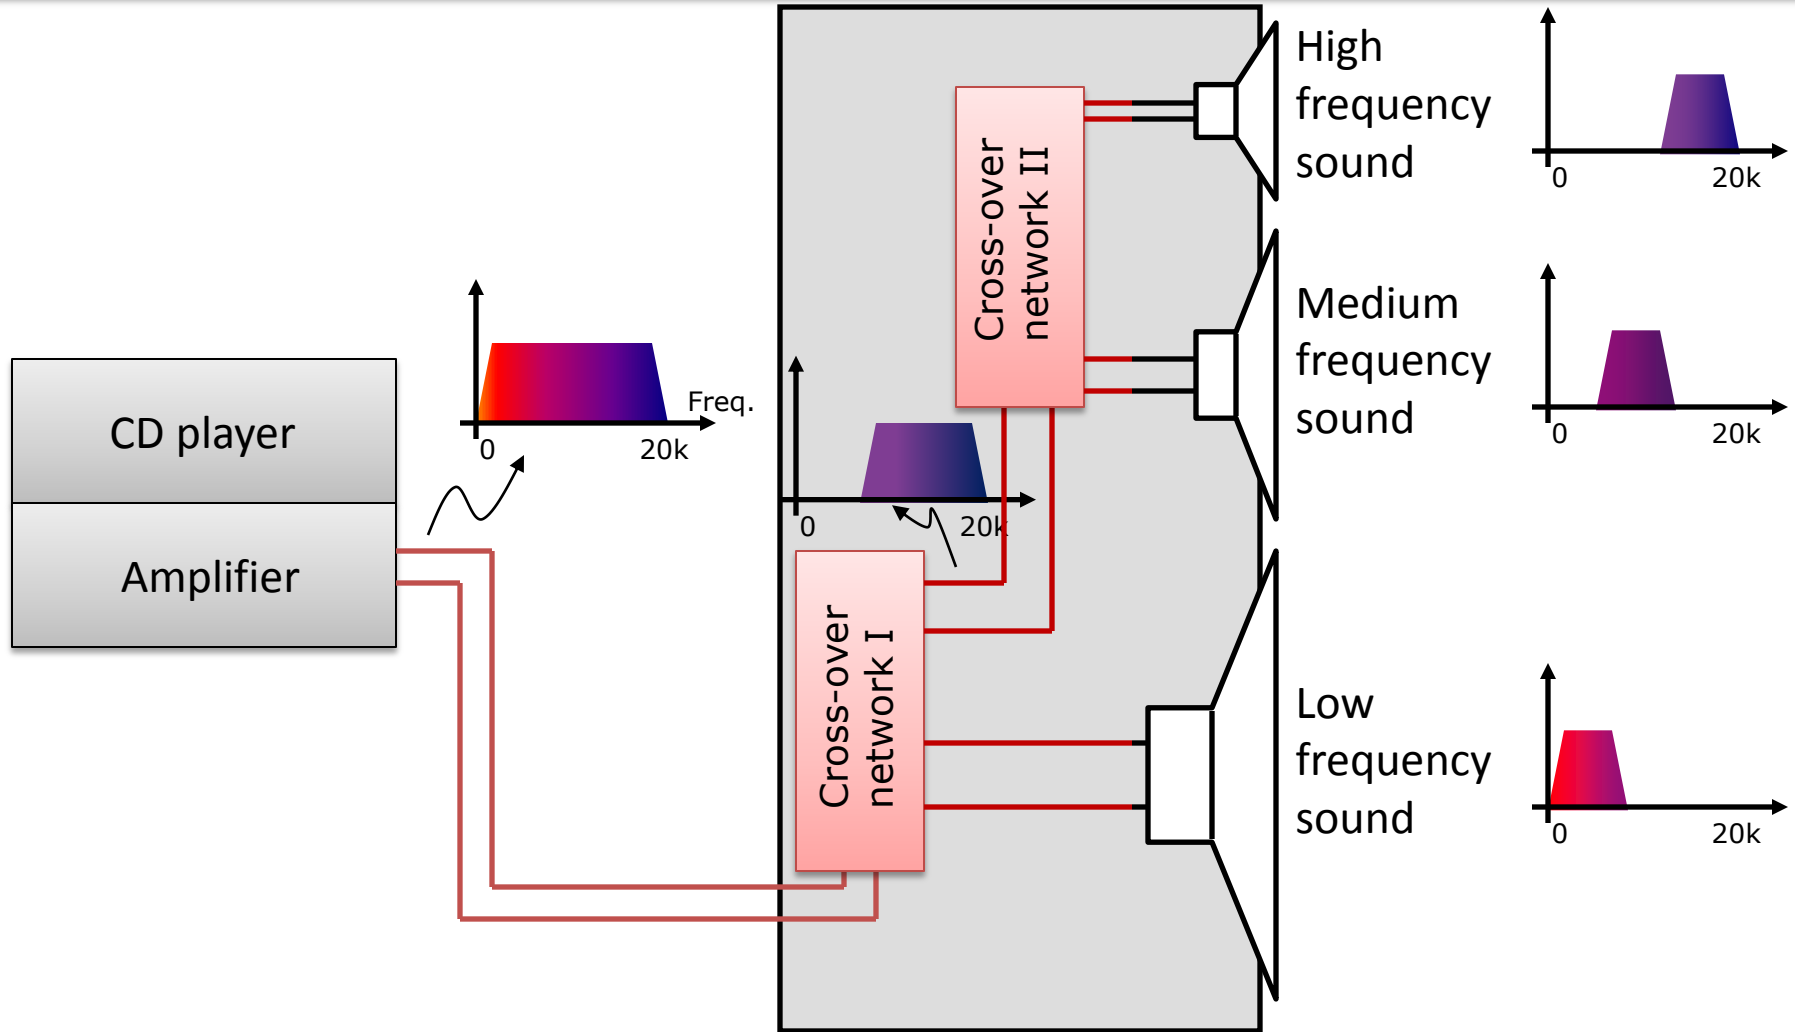 CD player
Amplifier
Freq.
0
20k
Cross-over
network I
0
20k
Cross-over
network II
High
frequency
sound
0
20k
Medium
frequency
sound
0
20k
Low
frequency
sound
0
20k